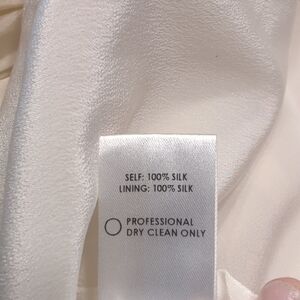 SELF: 100% SILK
LINING: 100% SILK
PROFESSIONAL
DRY CLEAN ONLY